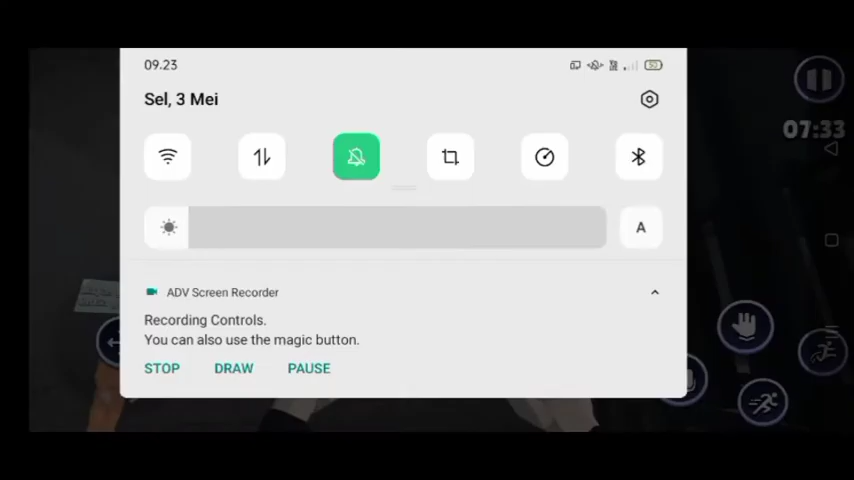 09.23
Sel, 3 Mei
07:33
A
ADV Screen Recorder
Recording Controls.
You can also use the magic button.
STOP DRAW PAUSE